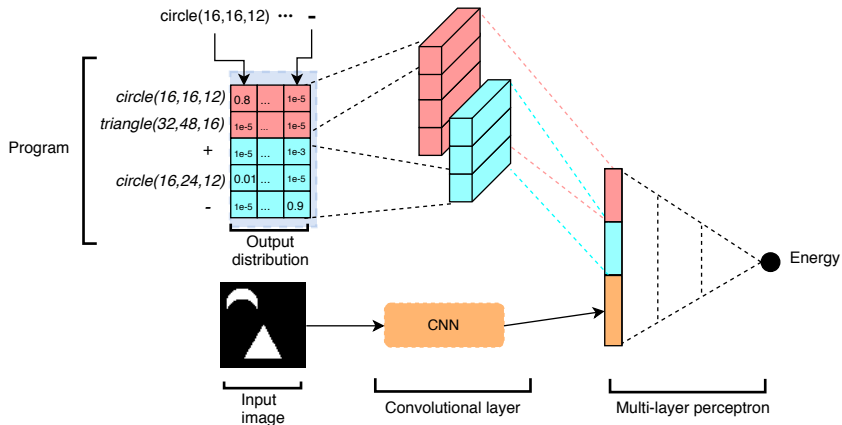 circle(16,16,12) ··· -
circle(16,16,12)
triangle(32,48,16)
+
circle(16,24,12)
-
Program
0.8 ... 1e-5
1e-5 ... 1e-5
1e-5 ... 1e-3
0.01 ... 1e-5
1e-5 ... 0.9
Output
distribution
Energy
CNN
Input
image
Convolutional layer
Multi-layer perceptron